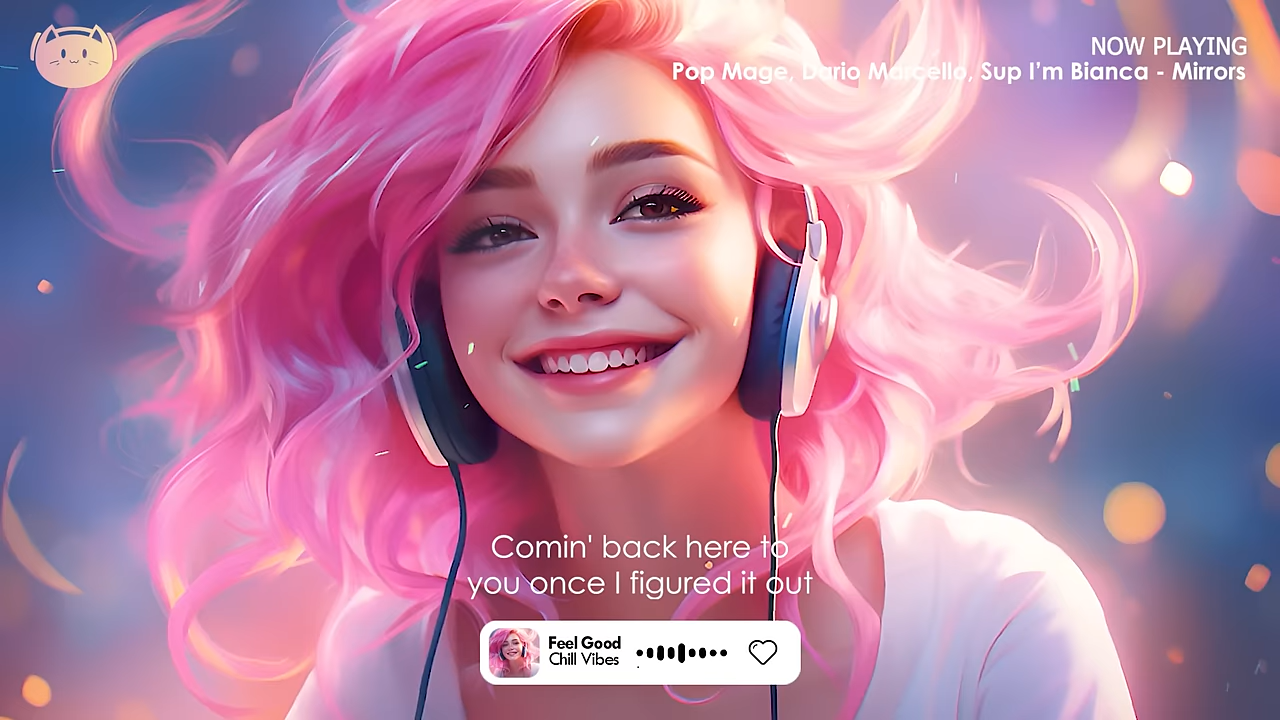 NOW PLAYING
Pop Mage, Dario Marcello, Sup I’m Bianca - Mirrors
Comin' back here to
you once I figured it out
Feel Good
Chill Vibes